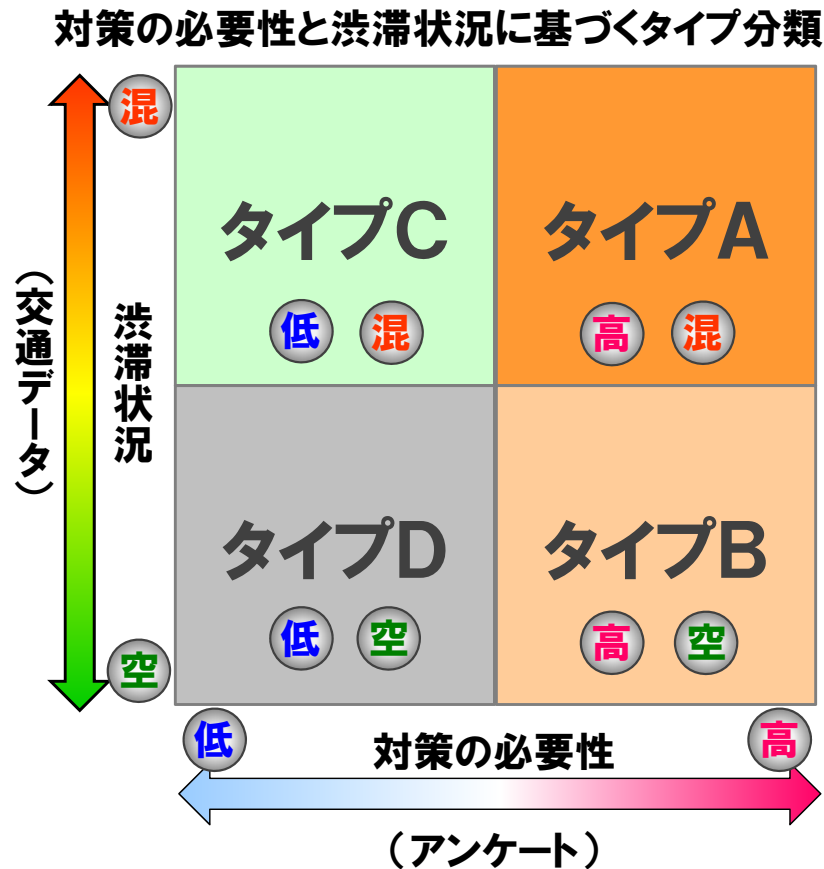 対策の必要性と渋滞状況に基づくタイプ分類
混
タイプC
低 混
タイプA
高 混
渋滞状況
（交通データ）
タイプD
低 空
タイプB
高 空
空
低
対策の必要性
高
（アンケート）